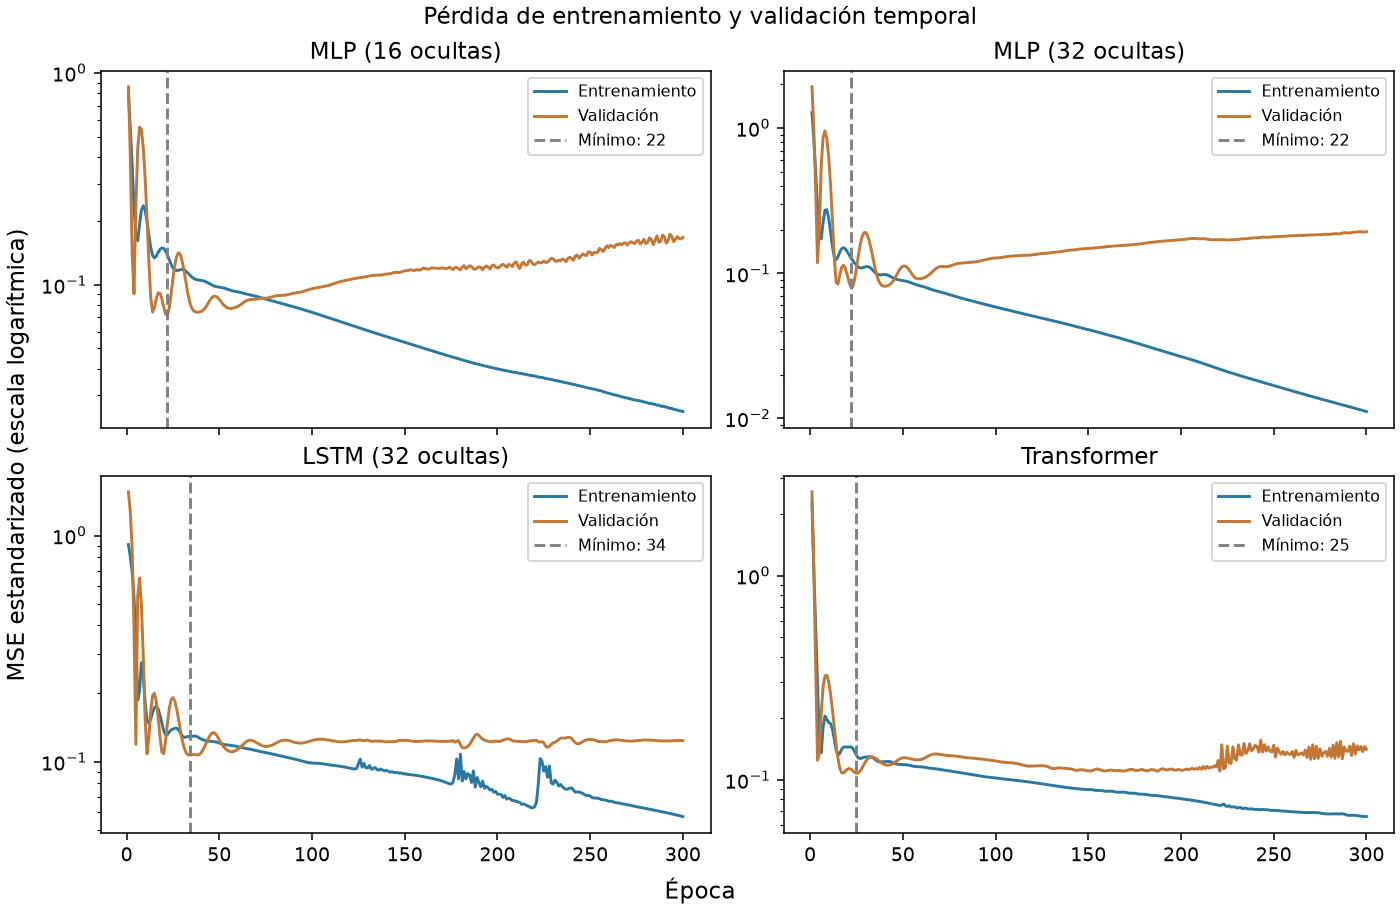 Pérdida de entrenamiento y validación temporal
MLP (16 ocultas)
10⁰
10⁻¹
Entrenamiento
Validación
Mínimo: 22
MLP (32 ocultas)
10⁰
10⁻¹
10⁻²
Entrenamiento
Validación
Mínimo: 22
MSE estandarizado (escala logarítmica)
LSTM (32 ocultas)
10⁰
10⁻¹
Entrenamiento
Validación
Mínimo: 34
0 50 100 150 200 250 300
Transformer
10⁰
10⁻¹
Entrenamiento
Validación
Mínimo: 25
0 50 100 150 200 250 300
Época